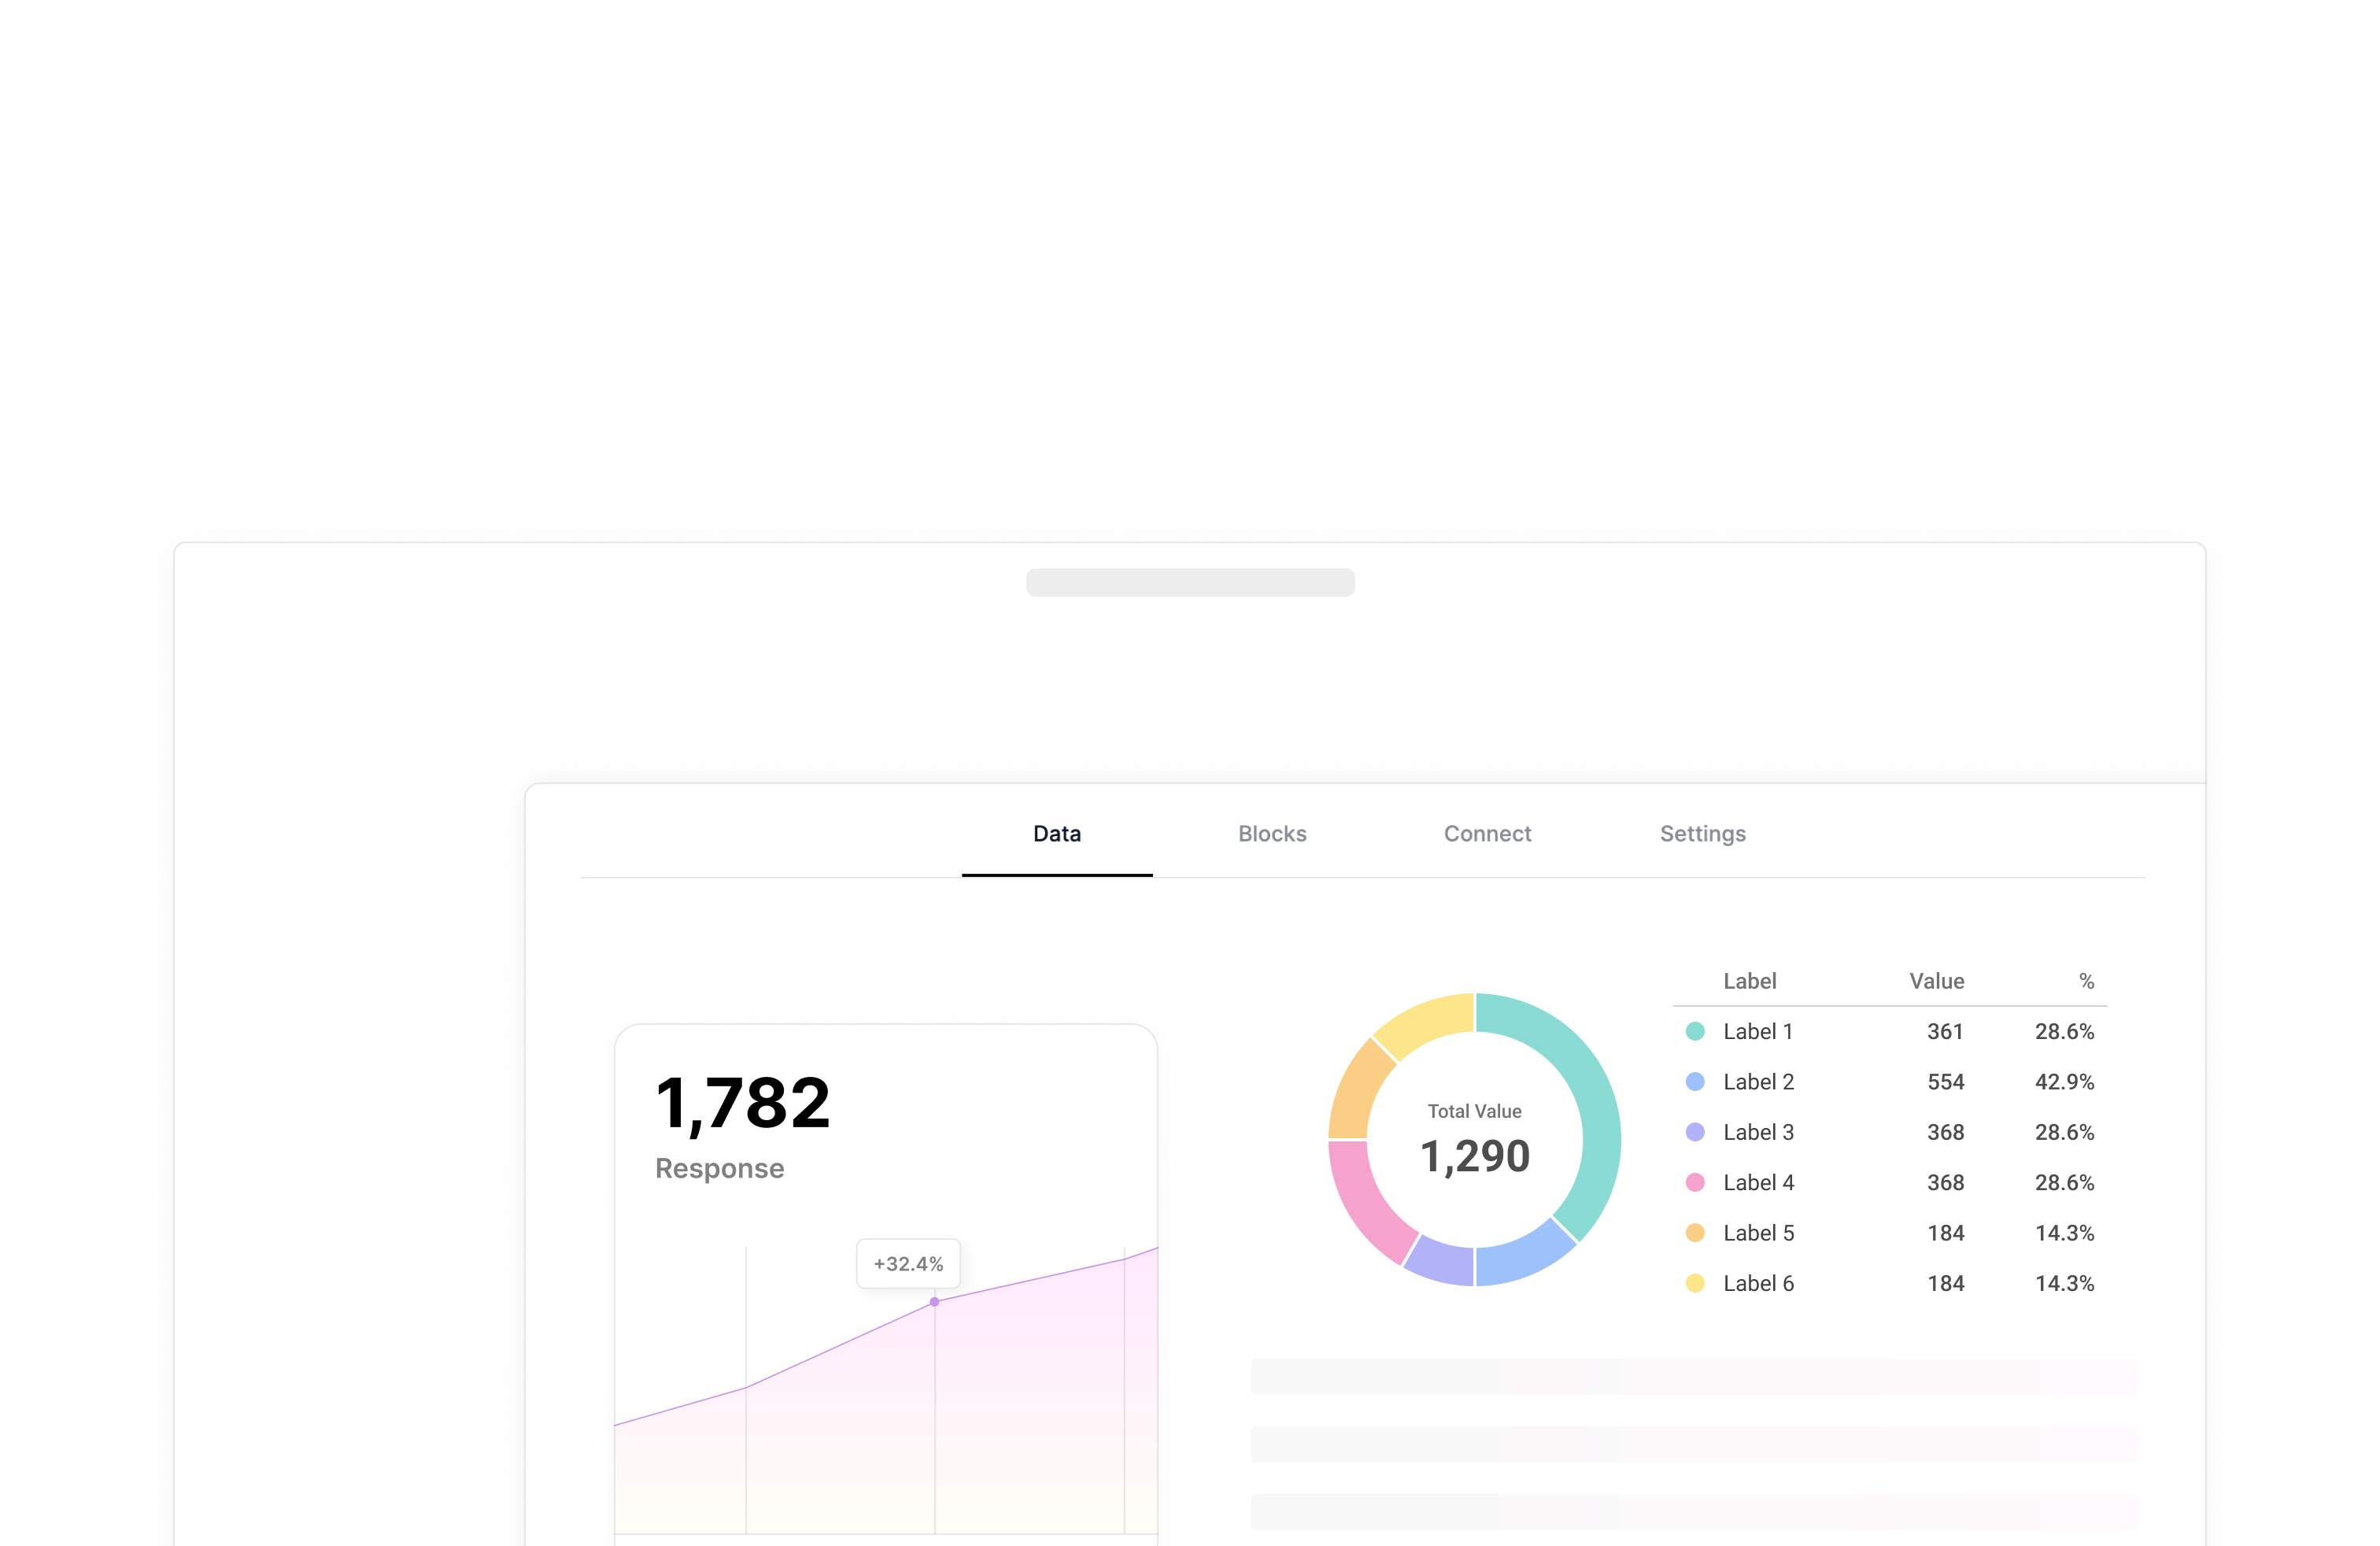 Data Blocks Connect Settings
1,782
Response
+32.4%
Total Value
1,290
Label Value %
Label 1 361 28.6%
Label 2 554 42.9%
Label 3 368 28.6%
Label 4 368 28.6%
Label 5 184 14.3%
Label 6 184 14.3%